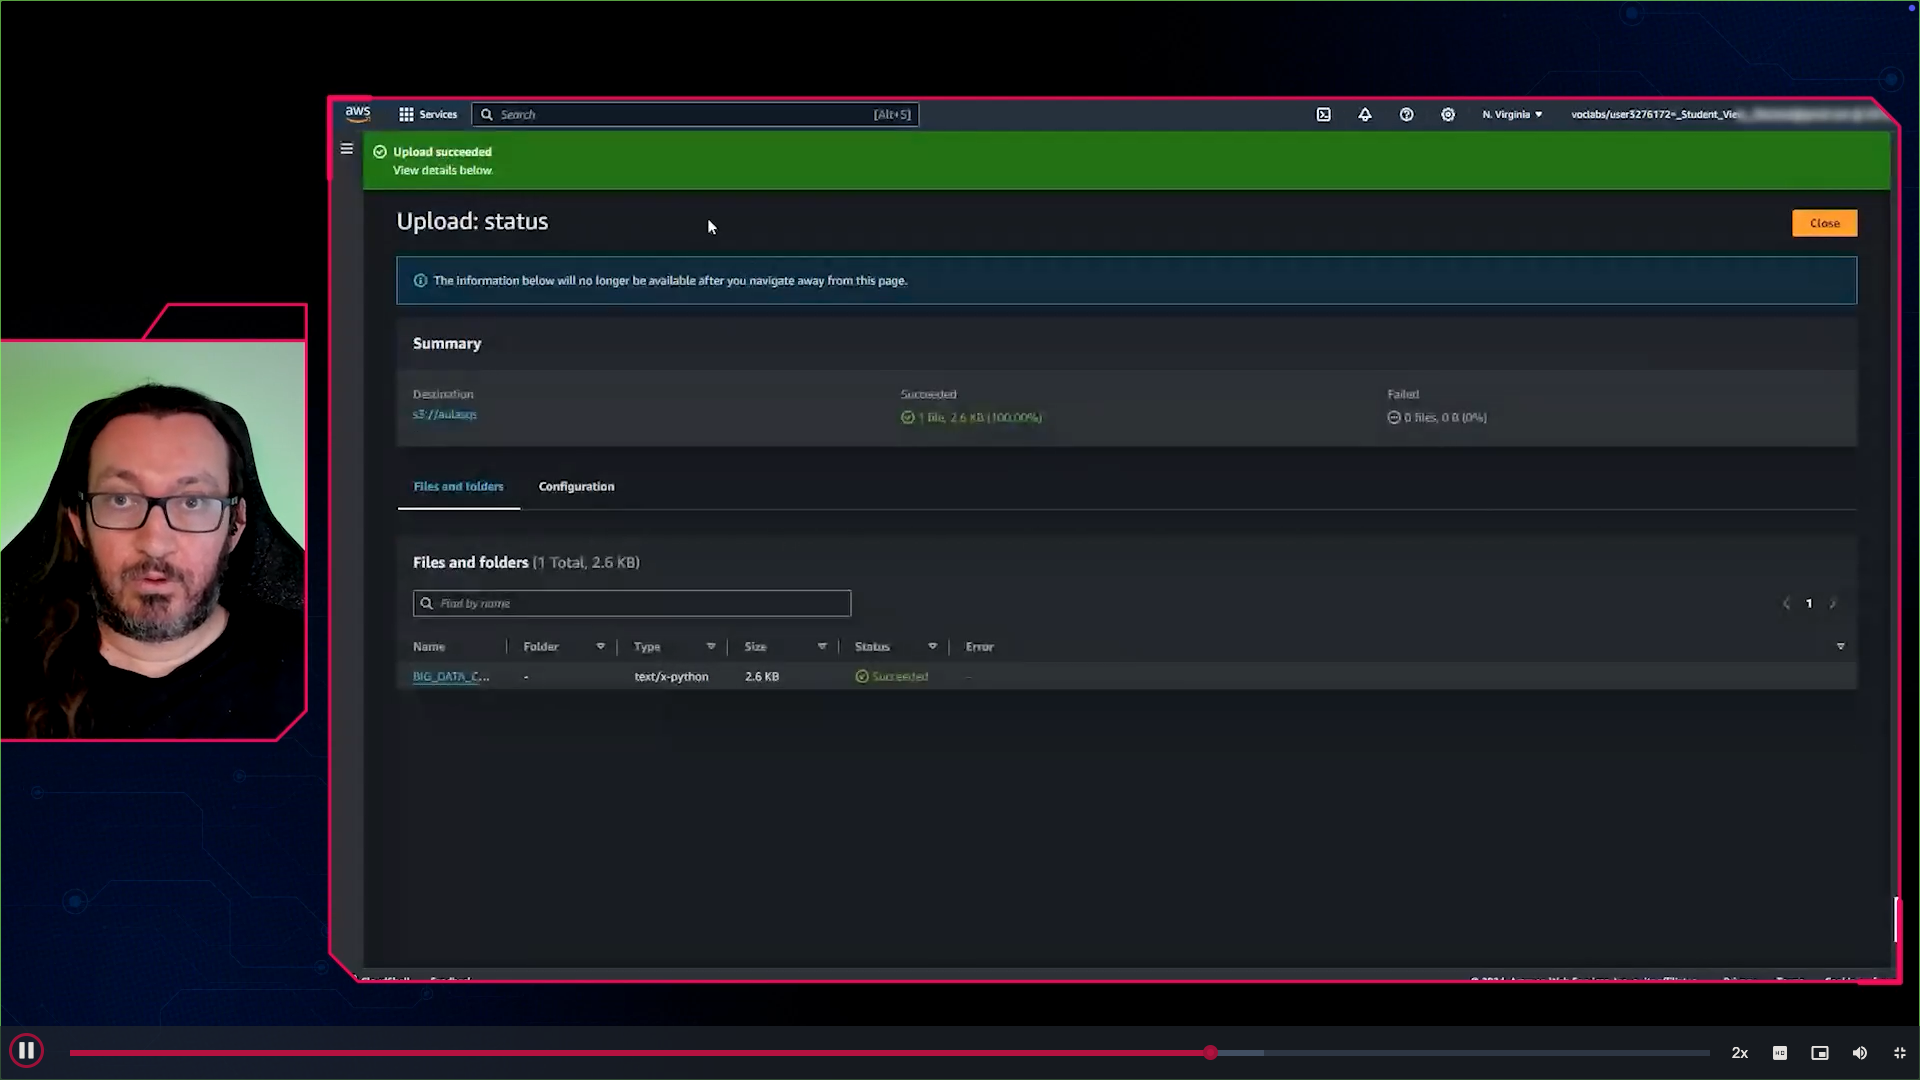 aws
Services
Search
[Alt+S]
N. Virginia
voclabs/user3276172=_Student_Vie
Upload succeeded
View details below.
Upload: status
Close
The information below will no longer be available after you navigate away from this page.
Summary
Destination
Succeeded
Failed
s3://aulasqs
1 file, 2.6 KB (100.00%)
0 files, 0 B (0%)
Files and folders
Configuration
Files and folders (1 Total, 2.6 KB)
Find by name
1
Name
Folder
Type
Size
Status
Error
BIG_DATA_C...
-
text/x-python
2.6 KB
Succeeded
-
2x
HD